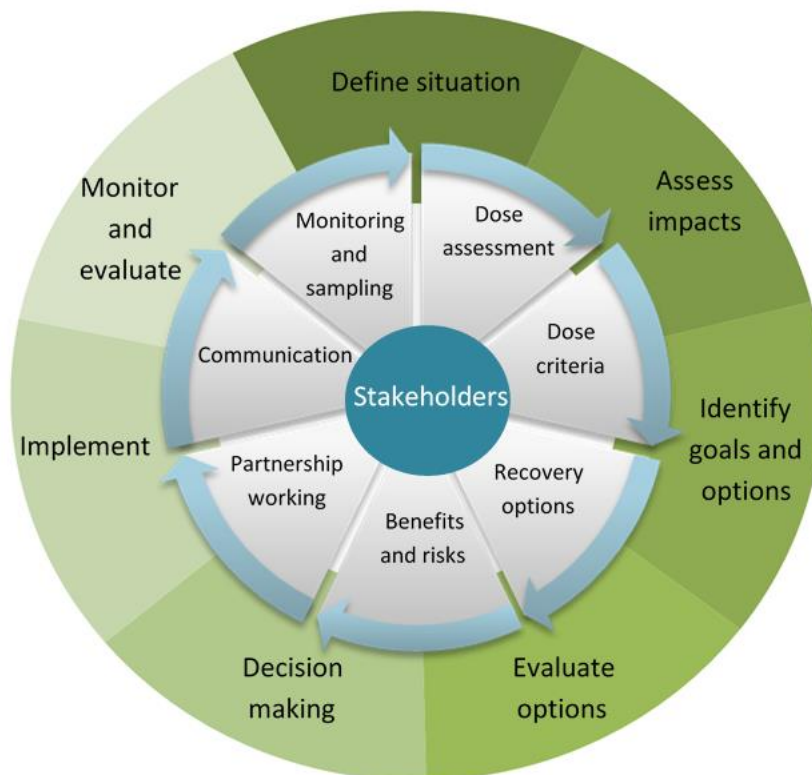 Define situation
Assess
impacts
Identify
goals and
options
Evaluate
options
Decision
making
Implement
Monitor
and
evaluate
Dose
assessment
Dose
criteria
Recovery
options
Benefits
and risks
Partnership
working
Communication
Monitoring
and
sampling
Stakeholders